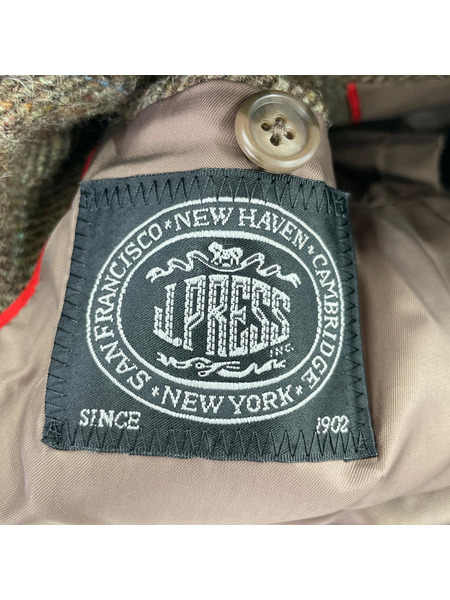 SAN FRANCISCO * NEW HAVEN * CAMBRIDGE * NEW YORK *
J. PRESS
INC.
SINCE 1902